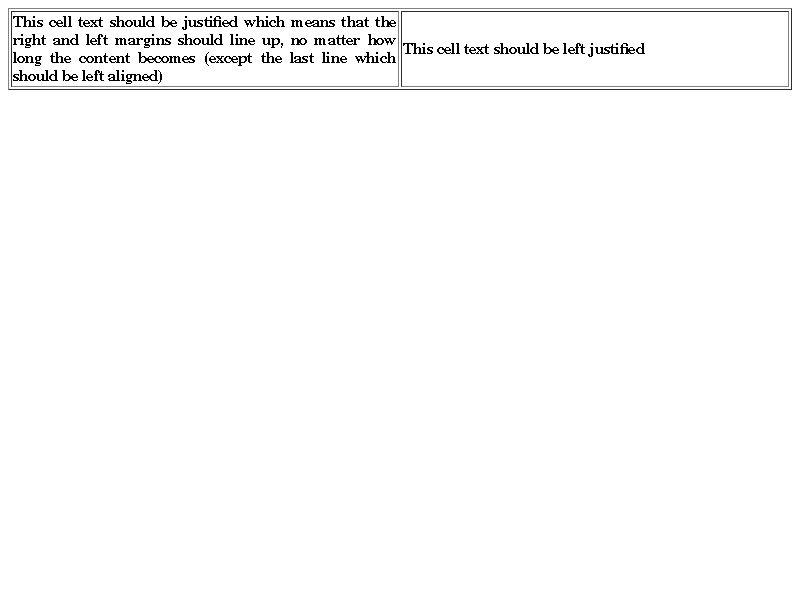 This cell text should be justified which means that the
right and left margins should line up, no matter how
long the content becomes (except the last line which
should be left aligned)
This cell text should be left justified